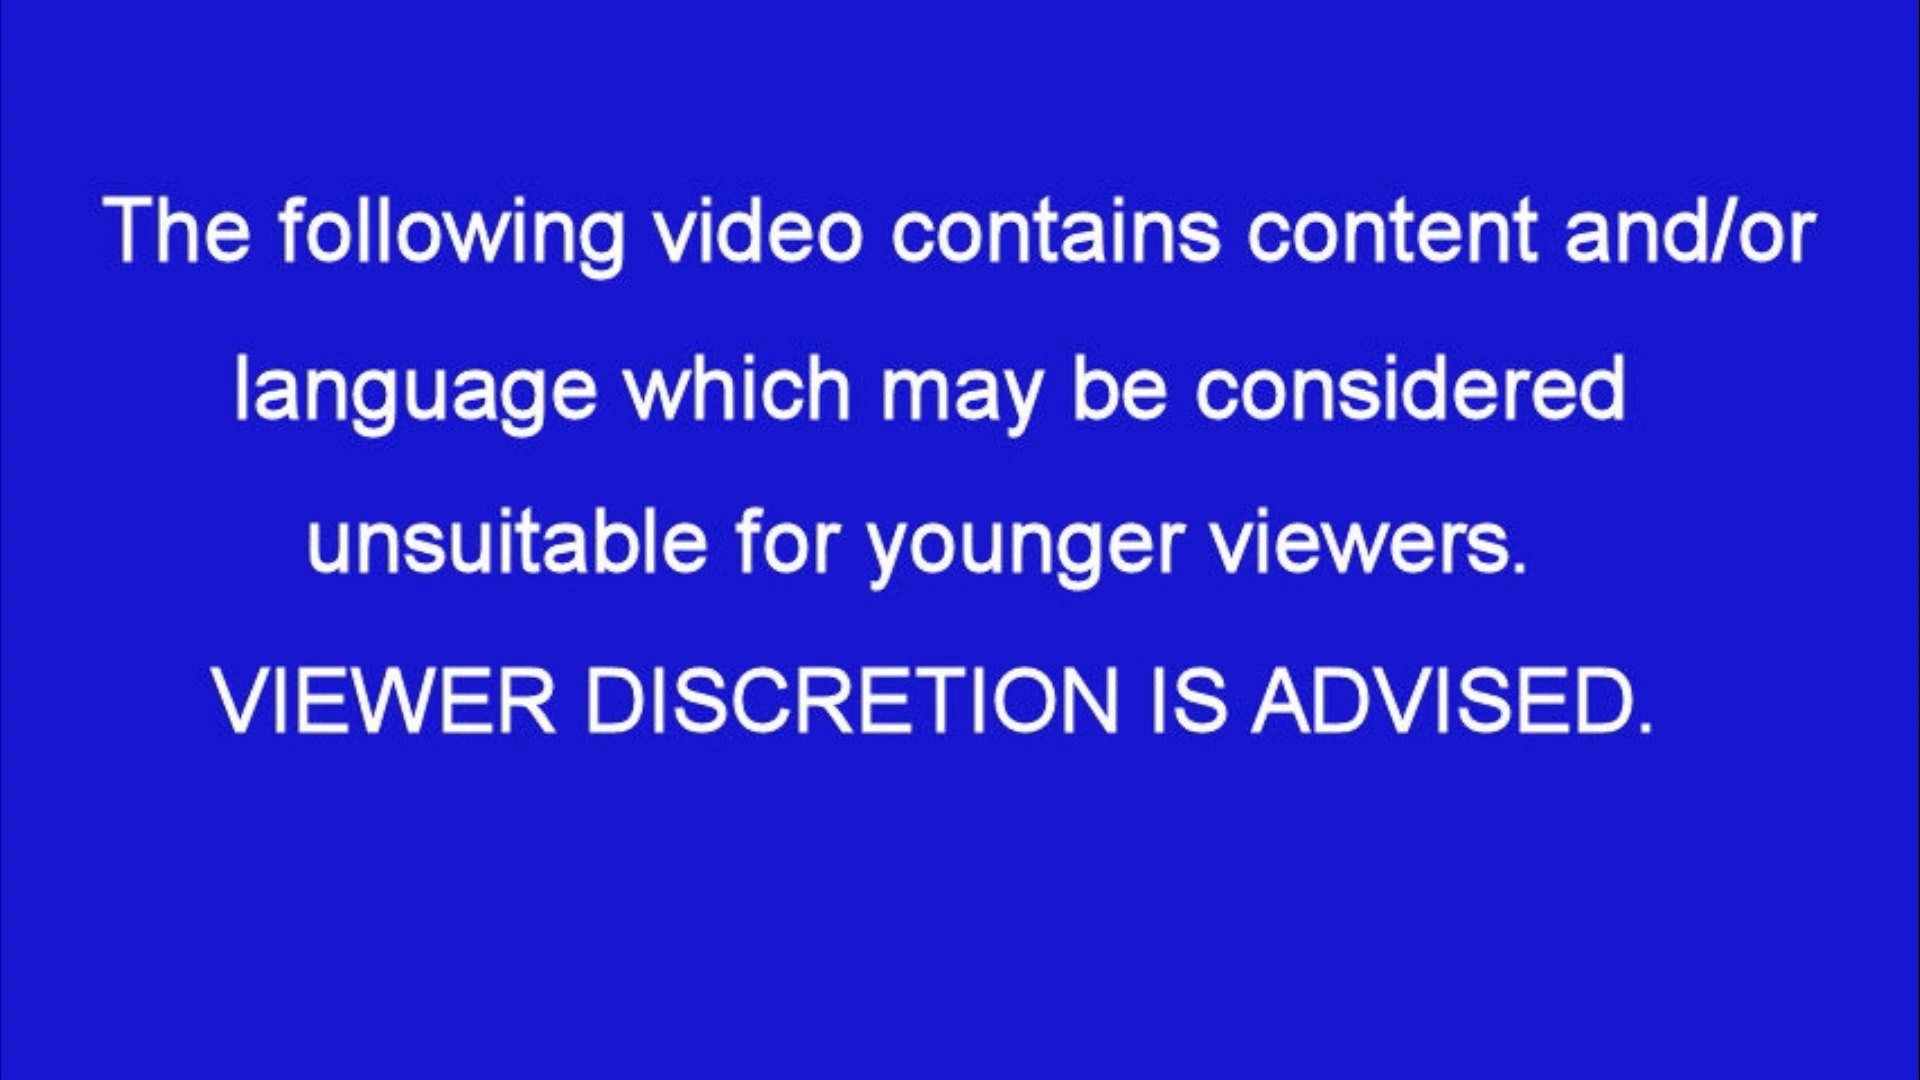 The following video contains content and/or
language which may be considered
unsuitable for younger viewers.
VIEWER DISCRETION IS ADVISED.